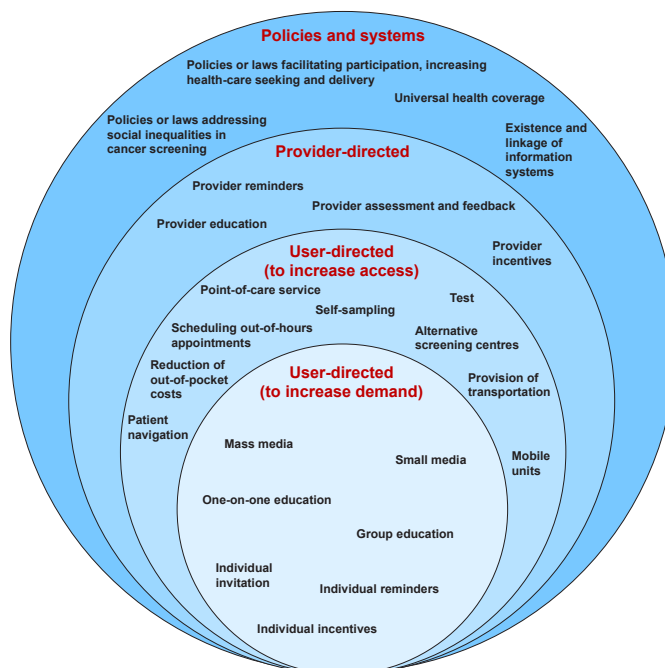 Policies and systems
Policies or laws facilitating participation, increasing
health-care seeking and delivery
Universal health coverage
Policies or laws addressing
social inequalities in
cancer screening
Existence and
linkage of
information
systems
Provider-directed
Provider reminders
Provider assessment and feedback
Provider education
Provider
incentives
User-directed
(to increase access)
Point-of-care service
Test
Self-sampling
Scheduling out-of-hours
appointments
Alternative
screening centres
Reduction of
out-of-pocket
costs
Provision of
transportation
Patient
navigation
Mobile
units
User-directed
(to increase demand)
Mass media
Small media
One-on-one education
Group education
Individual
invitation
Individual reminders
Individual incentives